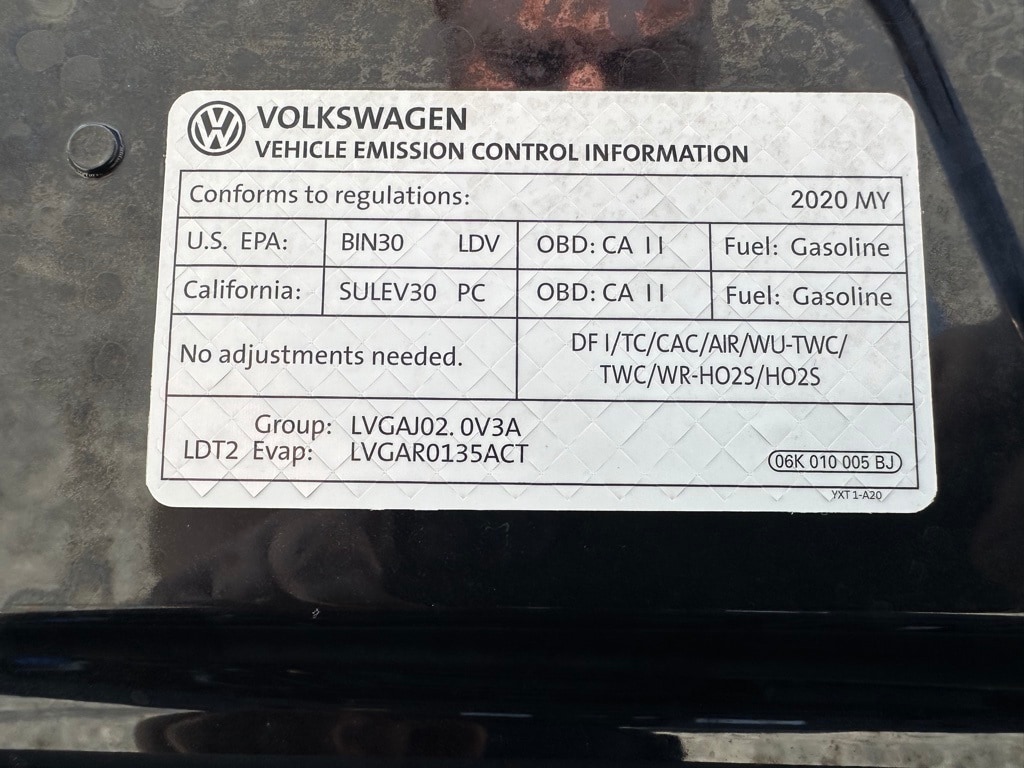 VOLKSWAGEN
VEHICLE EMISSION CONTROL INFORMATION
Conforms to regulations: 2020 MY
U.S. EPA: BIN30 LDV OBD: CA II Fuel: Gasoline
California: SULEV30 PC OBD: CA II Fuel: Gasoline
No adjustments needed.
DF I/TC/CAC/AIR/WU-TWC/
TWC/WR-HO2S/HO2S
Group: LVGAJ02.0V3A
LDT2 Evap: LVGAR0135ACT
06K 010 005 BJ
YXT 1-A20